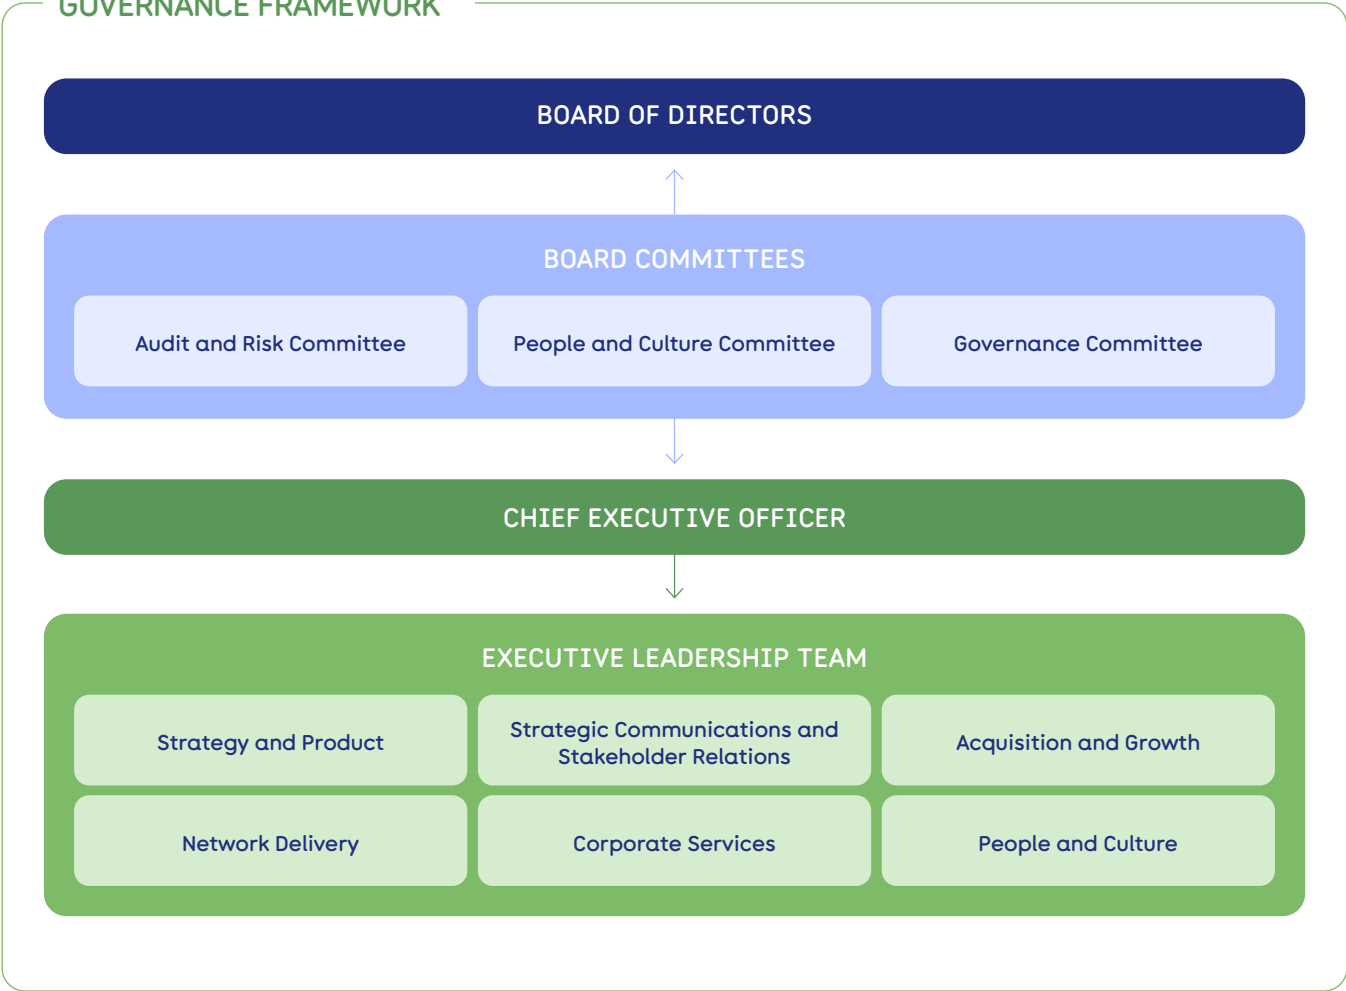 GOVERNANCE FRAMEWORK
BOARD OF DIRECTORS
BOARD COMMITTEES
Audit and Risk Committee
People and Culture Committee
Governance Committee
CHIEF EXECUTIVE OFFICER
EXECUTIVE LEADERSHIP TEAM
Strategy and Product
Strategic Communications and
Stakeholder Relations
Acquisition and Growth
Network Delivery
Corporate Services
People and Culture